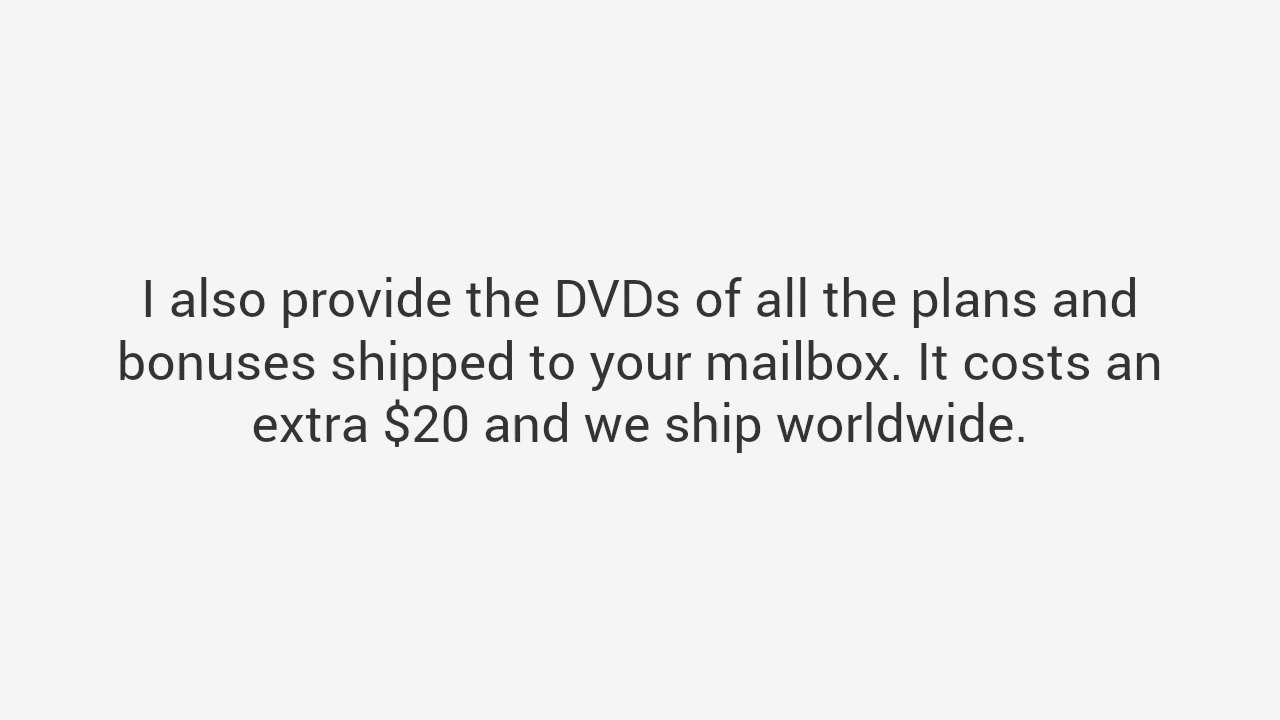 I also provide the DVDs of all the plans and
bonuses shipped to your mailbox. It costs an
extra $20 and we ship worldwide.